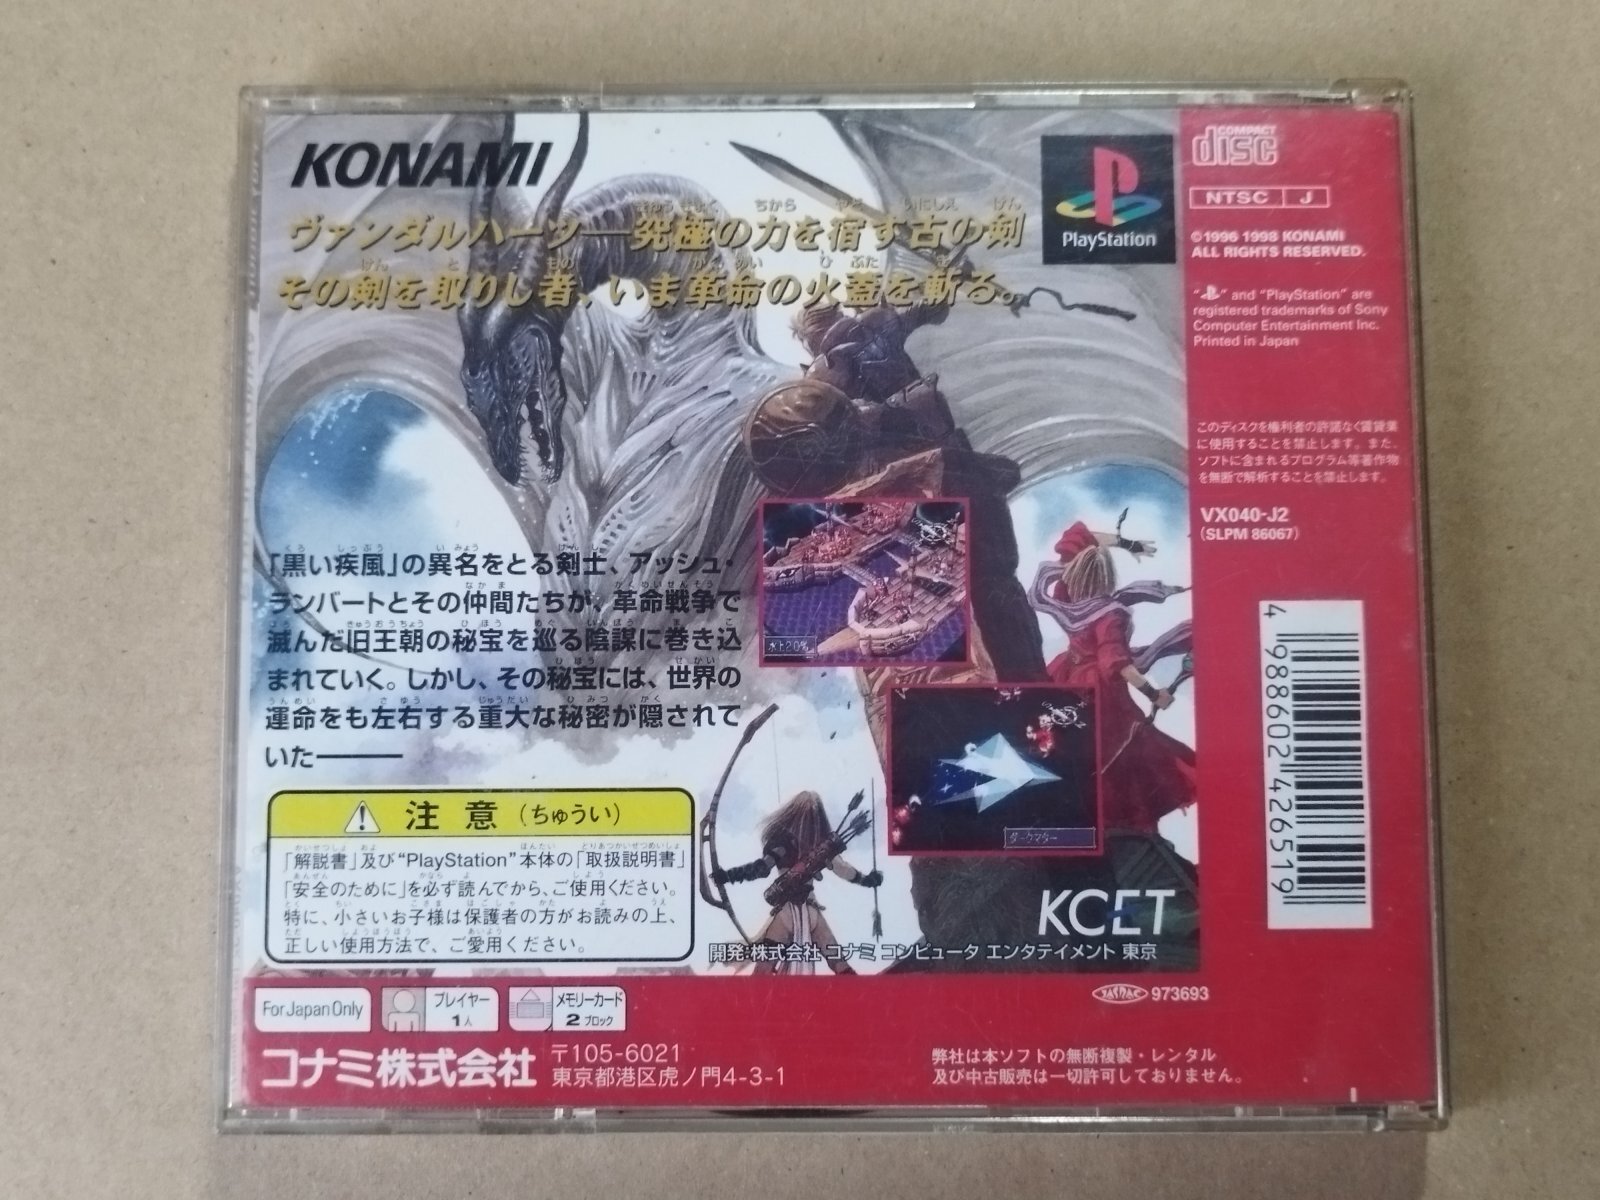 KONAMI
ヴァンダルハーツ──究極の力を宿す古の剣
その剣を取りし者、いま革命の火蓋を斬る。
PlayStation
COMPACT
disc
NTSC J
©1996 1998 KONAMI
ALL RIGHTS RESERVED.
" " and "PlayStation" are
registered trademarks of Sony
Computer Entertainment Inc.
Printed in Japan
このディスクを権利者の許諾なく賃貸業
に使用することを禁止します。また、
ソフトに含まれるプログラム等著作物
を無断で解析することを禁止します。
VX040-J2
(SLPM 86067)
4 988602 426519
「黒い疾風」の異名をとる剣士、アッシュ・
ランバートとその仲間たちが、革命戦争で
滅んだ旧王朝の秘宝を巡る陰謀に巻き込
まれていく。しかし、その秘宝には、世界の
運命をも左右する重大な秘密が隠されて
いた───
水上20%
ダークマター
注意(ちゅうい)
「解説書」及び"PlayStation"本体の「取扱説明書」
「安全のために」を必ず読んでから、ご使用ください。
特に、小さいお子様は保護者の方がお読みの上、
正しい使用方法で、ご愛用ください。
KCET
開発:株式会社 コナミ コンピュータ エンタテイメント 東京
For Japan Only
プレイヤー
1人
メモリーカード
2ブロック
JASRAC 973693
コナミ株式会社
〒105-6021
東京都港区虎ノ門4-3-1
弊社は本ソフトの無断複製・レンタル
及び中古販売は一切許可しておりません。